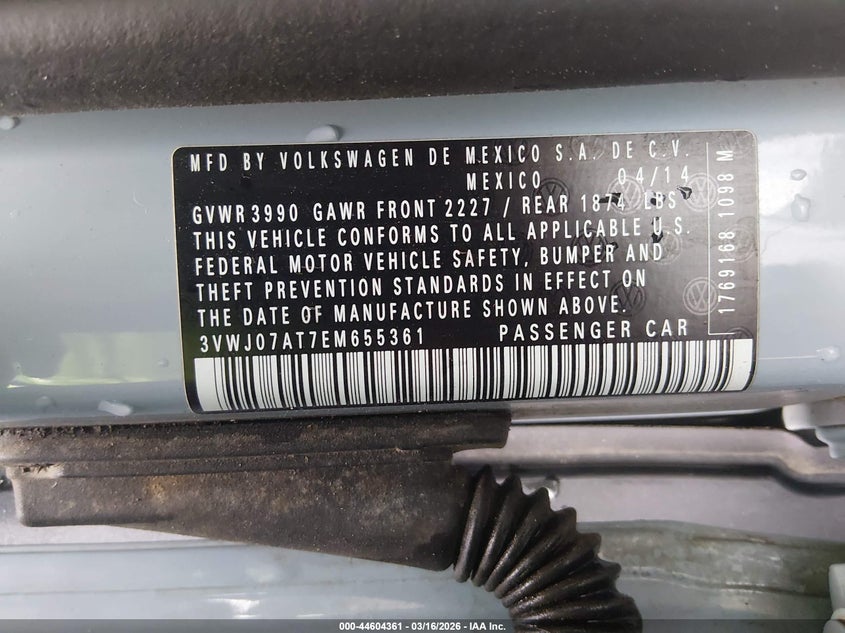 MFD BY VOLKSWAGEN DE MEXICO S.A. DE C.V.
MEXICO 04/14
GVWR 3990 GAWR FRONT 2227 / REAR 1874 LBS
THIS VEHICLE CONFORMS TO ALL APPLICABLE U.S.
FEDERAL MOTOR VEHICLE SAFETY, BUMPER AND
THEFT PREVENTION STANDARDS IN EFFECT ON
THE DATE OF MANUFACTURE SHOWN ABOVE.
3VWJ07AT7EM655361 PASSENGER CAR
1769168 1098 M
000-44604361 - 03/16/2026 - IAA Inc.